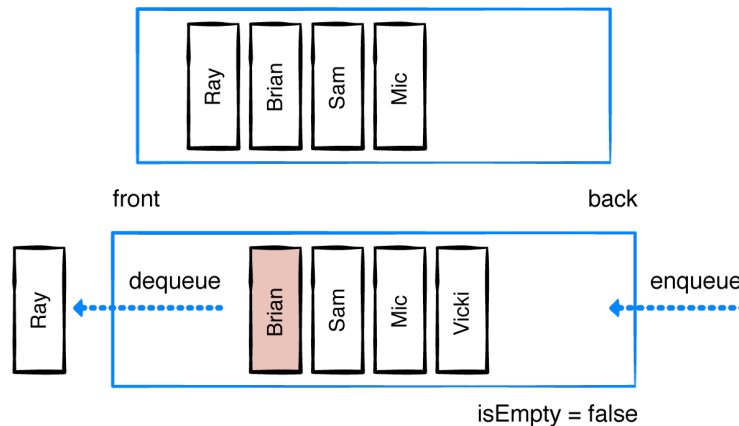 Ray
Brian
Sam
Mic
front
back
Ray
dequeue
Brian
Sam
Mic
Vicki
enqueue
isEmpty = false